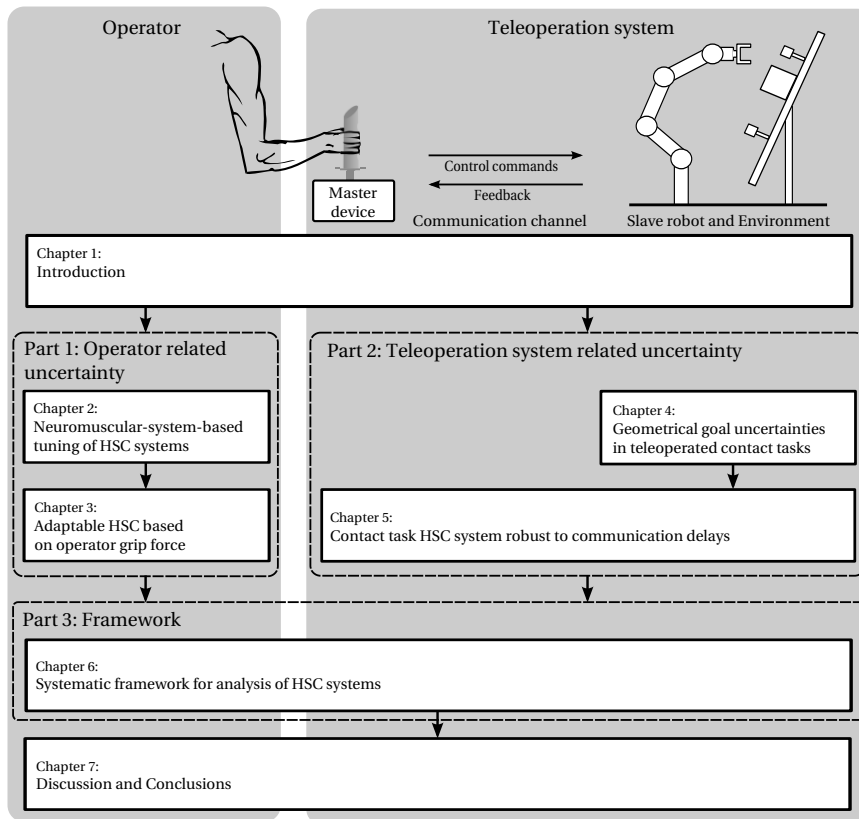 Operator
Teleoperation system
Master
device
Control commands
Feedback
Communication channel
Slave robot and Environment
Chapter 1:
Introduction
Part 1: Operator related
uncertainty
Chapter 2:
Neuromuscular-system-based
tuning of HSC systems
Chapter 3:
Adaptable HSC based
on operator grip force
Part 2: Teleoperation system related uncertainty
Chapter 4:
Geometrical goal uncertainties
in teleoperated contact tasks
Chapter 5:
Contact task HSC system robust to communication delays
Part 3: Framework
Chapter 6:
Systematic framework for analysis of HSC systems
Chapter 7:
Discussion and Conclusions